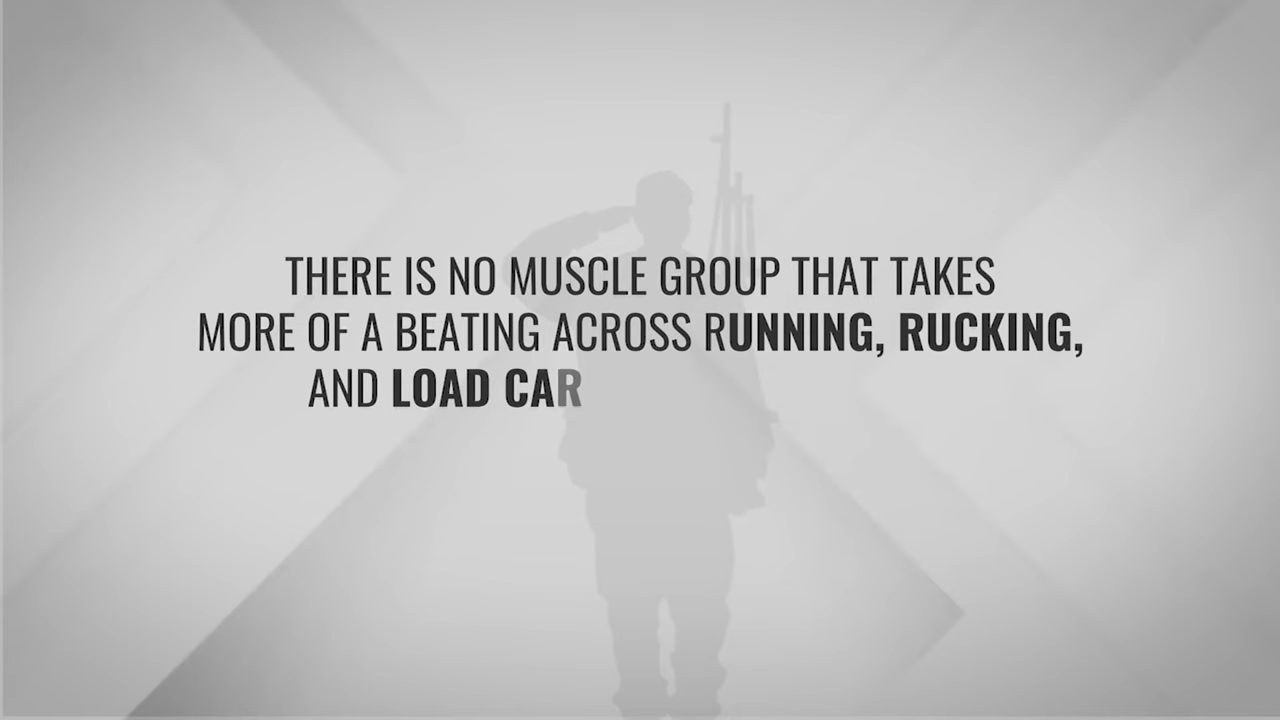 THERE IS NO MUSCLE GROUP THAT TAKES
MORE OF A BEATING ACROSS RUNNING, RUCKING,
AND LOAD CAR